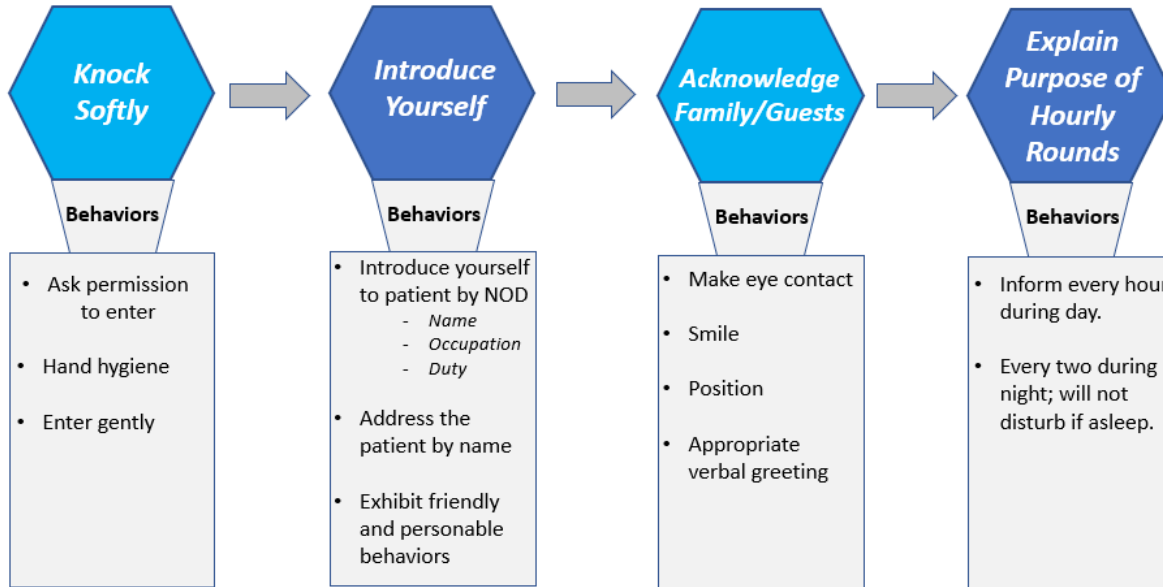 Knock
Softly
Behaviors
• Ask permission
to enter
• Hand hygiene
• Enter gently
Introduce
Yourself
Behaviors
• Introduce yourself
to patient by NOD
- Name
- Occupation
- Duty
• Address the
patient by name
• Exhibit friendly
and personable
behaviors
Acknowledge
Family/Guests
Behaviors
• Make eye contact
• Smile
• Position
• Appropriate
verbal greeting
Explain
Purpose of
Hourly
Rounds
Behaviors
• Inform every hour
during day.
• Every two during
night; will not
disturb if asleep.